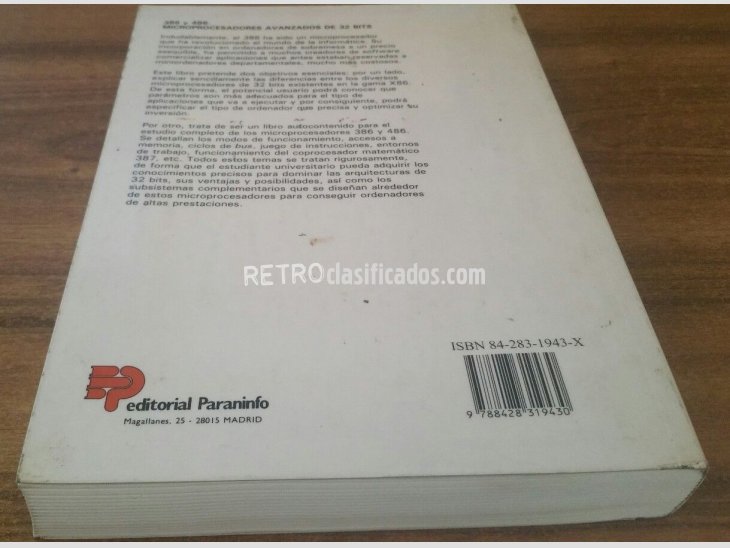 386 y 486.
MICROPROCESADORES AVANZADOS DE 32 BITS
Indudablemente, el 386 ha sido un microprocesador
que ha revolucionado el mundo de la informática. Su
incorporación en ordenadores de sobremesa a un precio
asequible, ha permitido a muchos creadores de software
comercializar aplicaciones que antes estaban reservadas a
miniordenadores departamentales, mucho más costosos.
Este libro pretende dos objetivos esenciales: por un lado,
explicar sencillamente las diferencias entre los diversos
microprocesadores de 32 bits existentes en la gama X86.
De esta forma, el potencial usuario podrá conocer que
parámetros son más adecuados para el tipo de
aplicaciones que va a ejecutar y por consiguiente, podrá
especificar el tipo de ordenador que precisa y optimizar su
inversión.
Por otro, trata de ser un libro autocontenido para el
estudio completo de los microprocesadores 386 y 486.
Se detallan los modos de funcionamiento, accesos a
memoria, ciclos de bus, juego de instrucciones, entornos
de trabajo, funcionamiento del coprocesador matemático
387, etc. Todos estos temas se tratan rigurosamente,
de forma que el estudiante universitario pueda adquirir los
conocimientos precisos para dominar las arquitecturas de
32 bits, sus ventajas y posibilidades, así como los
subsistemas complementarios que se diseñan alrededor
de estos microprocesadores para conseguir ordenadores
de altas prestaciones.
RETROclasificados.com
ISBN 84-283-1943-X
9 788428 319430
editorial Paraninfo
Magallanes, 25 - 28015 MADRID